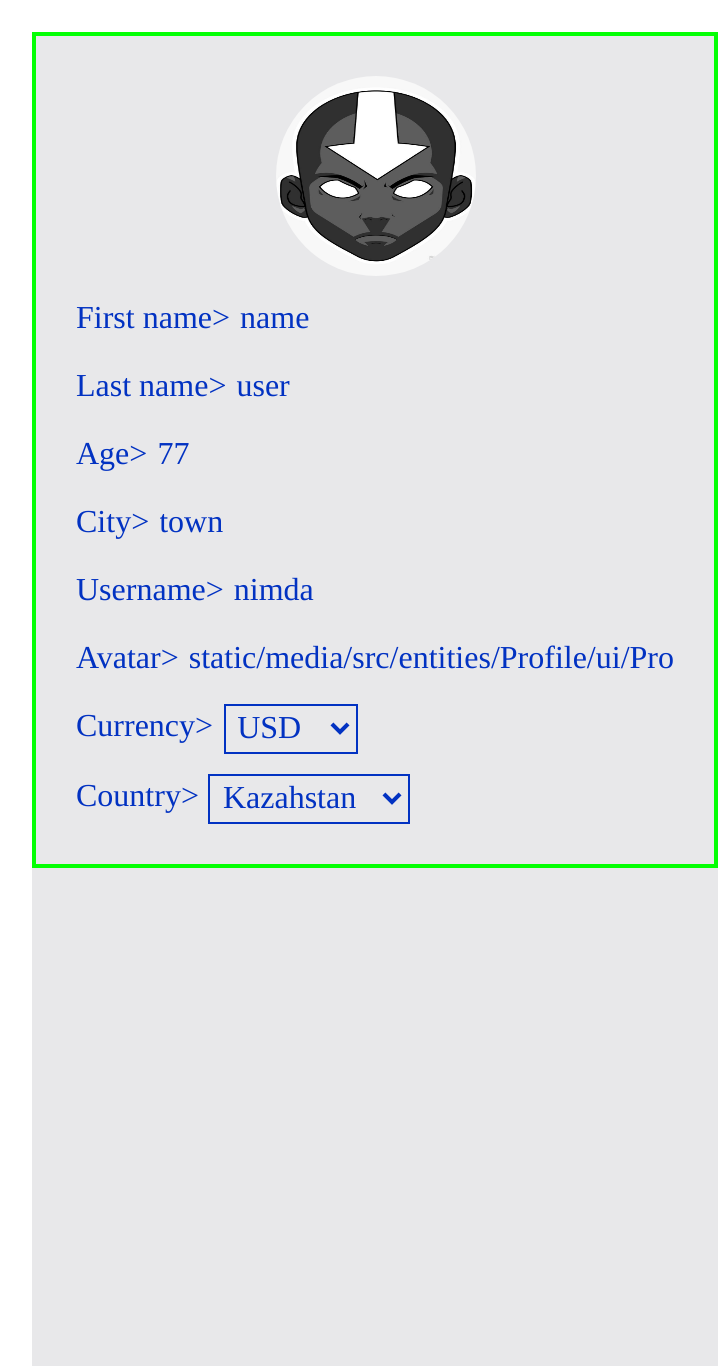 First name> name
Last name> user
Age> 77
City> town
Username> nimda
Avatar> static/media/src/entities/Profile/ui/Pro
Currency> USD
Country> Kazahstan